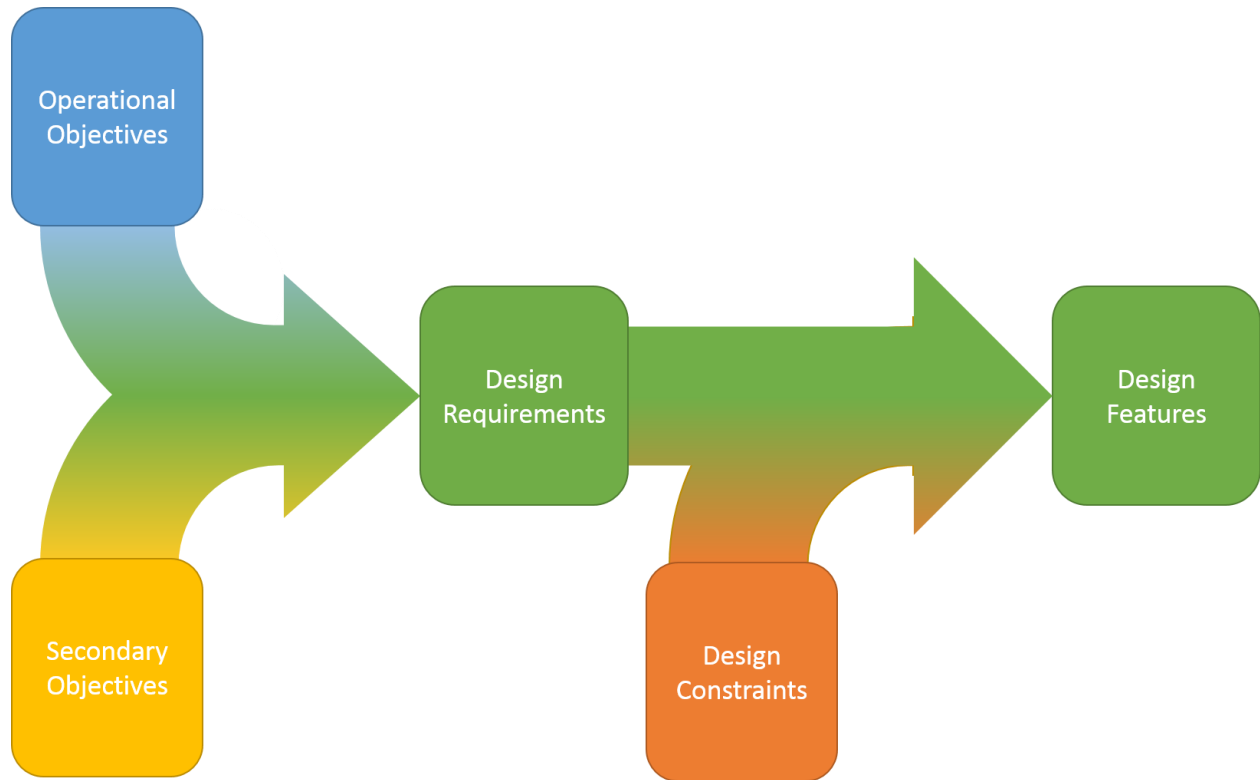 Operational
Objectives
Design
Requirements
Design
Features
Secondary
Objectives
Design
Constraints